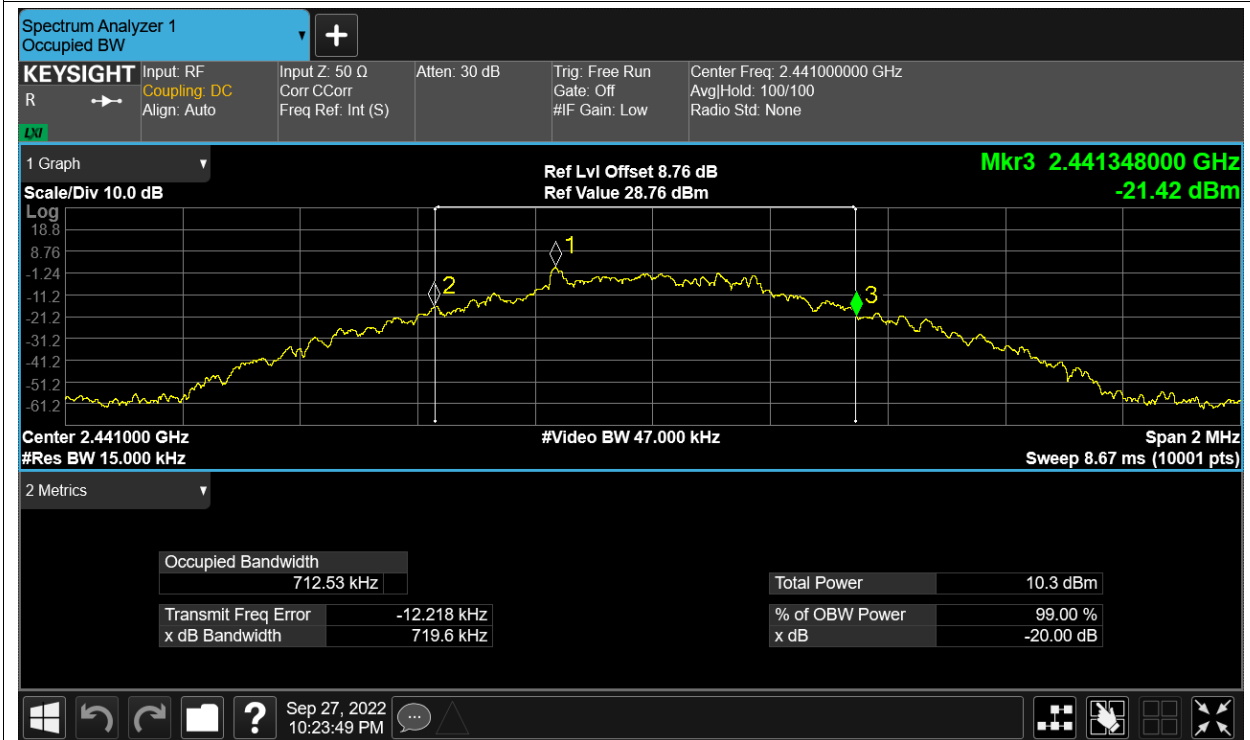 Spectrum Analyzer 1
Occupied BW
KEYSIGHT
R
LXI
Input: RF
Coupling: DC
Align: Auto
Input Z: 50 Ω
Corr CCorr
Freq Ref: Int (S)
Atten: 30 dB
Trig: Free Run
Gate: Off
#IF Gain: Low
Center Freq: 2.441000000 GHz
Avg|Hold: 100/100
Radio Std: None
1 Graph
Scale/Div 10.0 dB
Ref Lvl Offset 8.76 dB
Ref Value 28.76 dBm
Mkr3 2.441348000 GHz
-21.42 dBm
Log
18.8
8.76
-1.24
-11.2
-21.2
-31.2
-41.2
-51.2
-61.2
1
2
3
Center 2.441000 GHz
#Res BW 15.000 kHz
#Video BW 47.000 kHz
Span 2 MHz
Sweep 8.67 ms (10001 pts)
2 Metrics
Occupied Bandwidth
712.53 kHz
Transmit Freq Error -12.218 kHz
x dB Bandwidth 719.6 kHz
Total Power 10.3 dBm
% of OBW Power 99.00 %
x dB -20.00 dB
?
Sep 27, 2022
10:23:49 PM